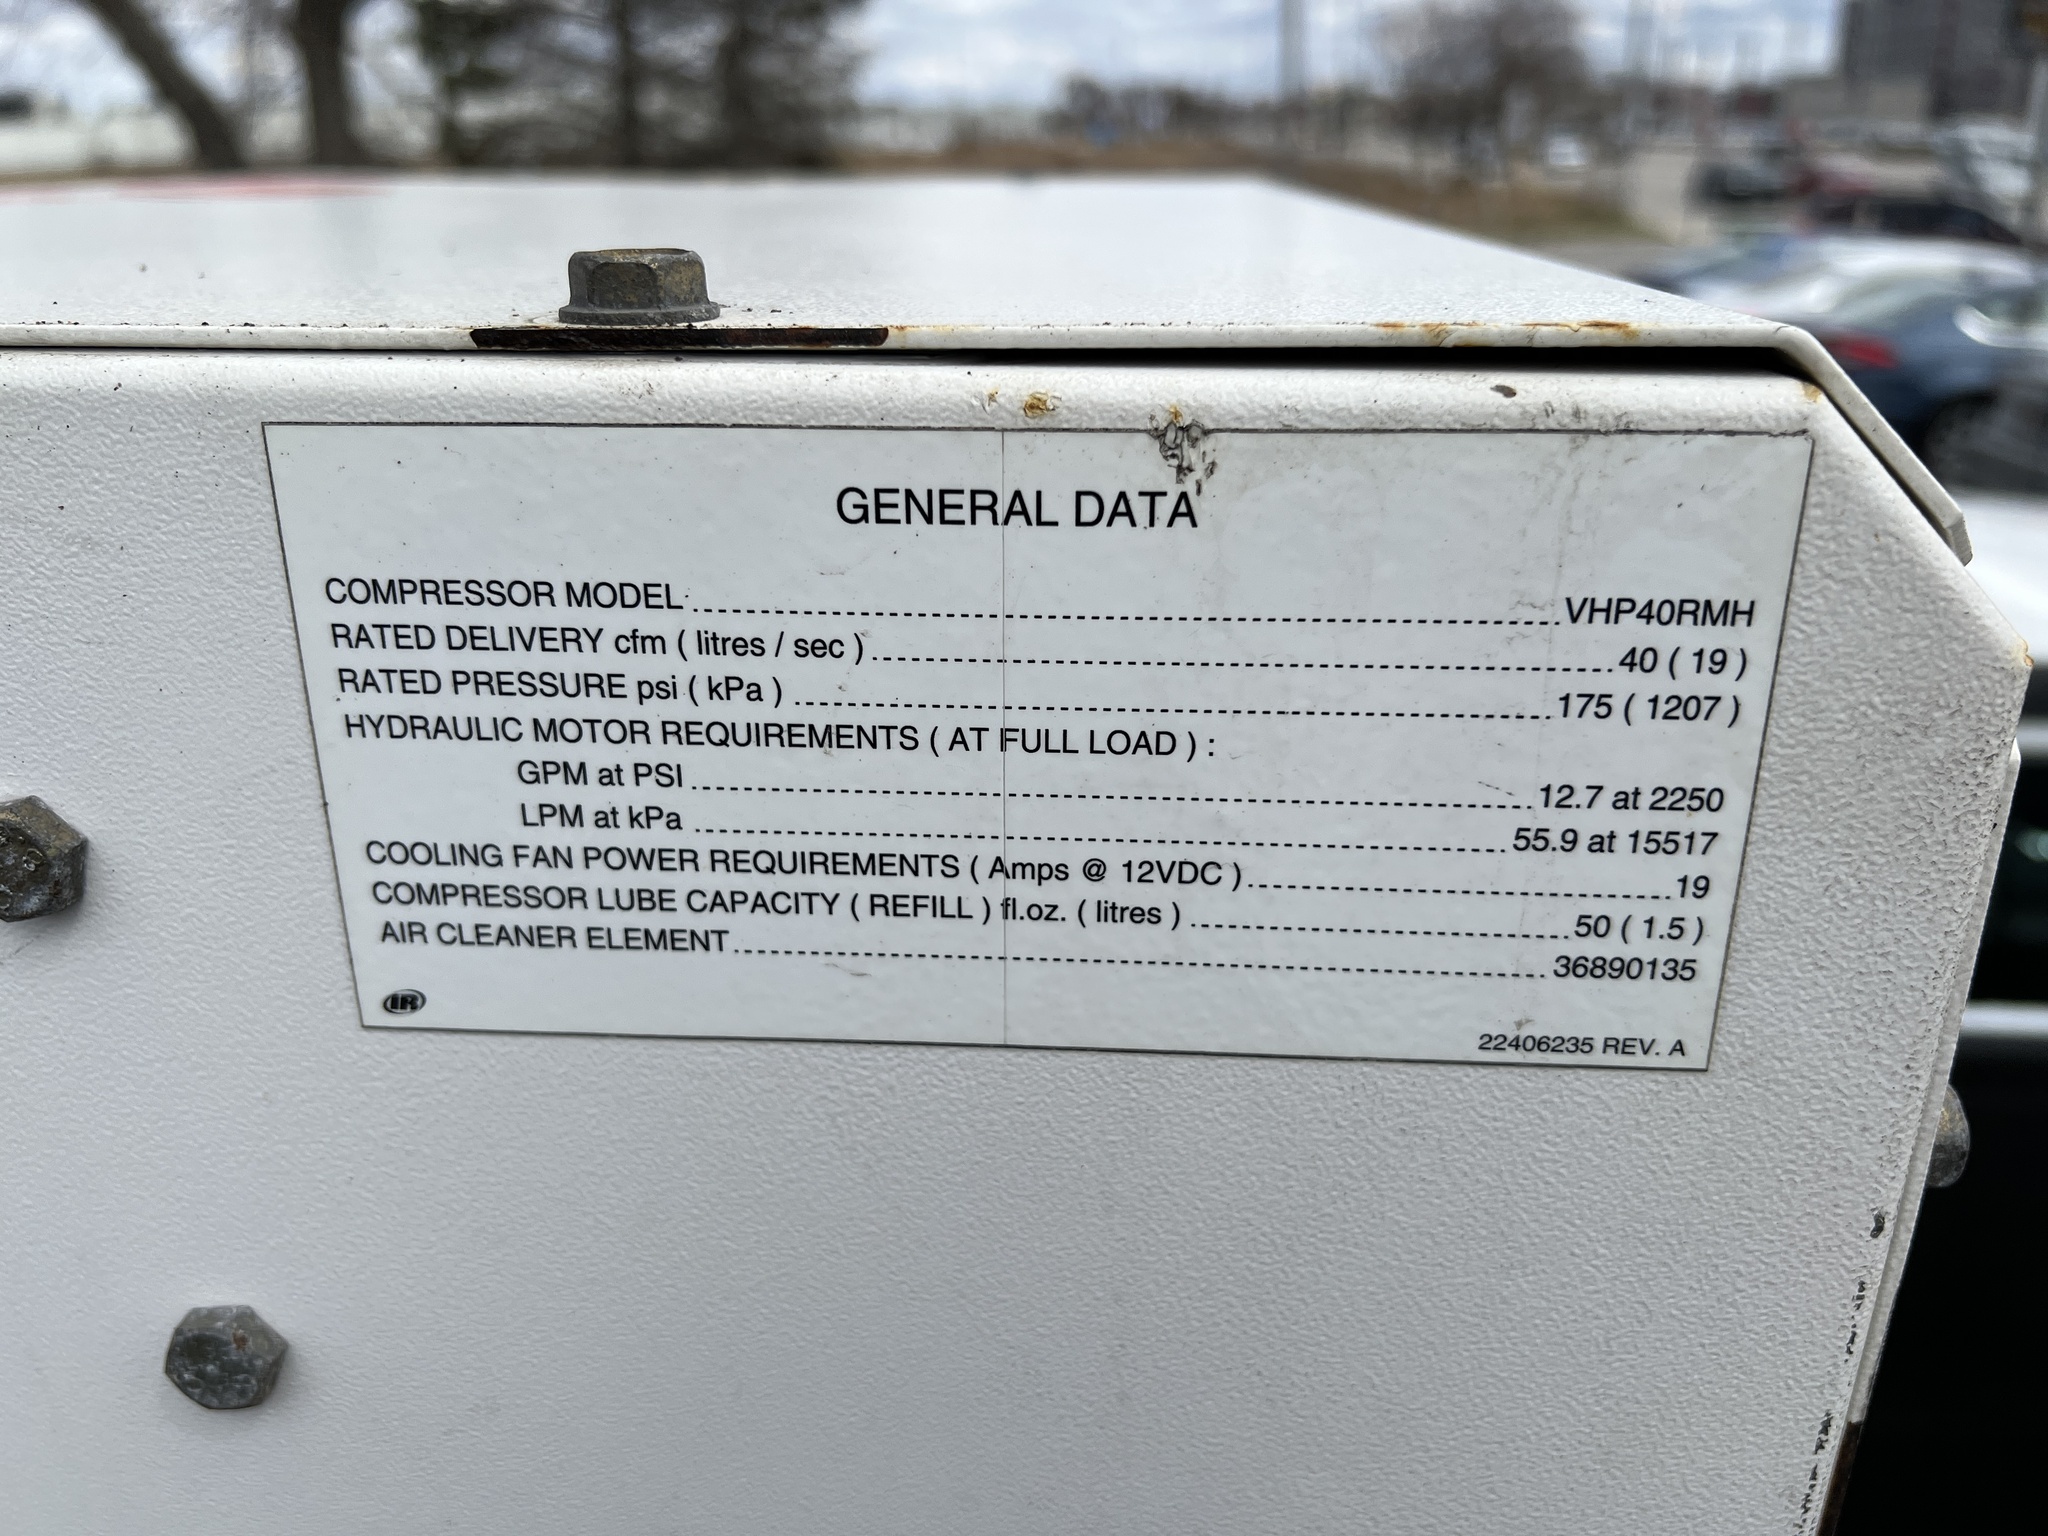 GENERAL DATA
COMPRESSOR MODEL VHP40RMH
RATED DELIVERY cfm ( litres / sec ) 40 ( 19 )
RATED PRESSURE psi ( kPa ) 175 ( 1207 )
HYDRAULIC MOTOR REQUIREMENTS ( AT FULL LOAD ) :
GPM at PSI 12.7 at 2250
LPM at kPa 55.9 at 15517
COOLING FAN POWER REQUIREMENTS ( Amps @ 12VDC ) 19
COMPRESSOR LUBE CAPACITY ( REFILL ) fl.oz. ( litres ) 50 ( 1.5 )
AIR CLEANER ELEMENT 36890135
IR
22406235 REV. A